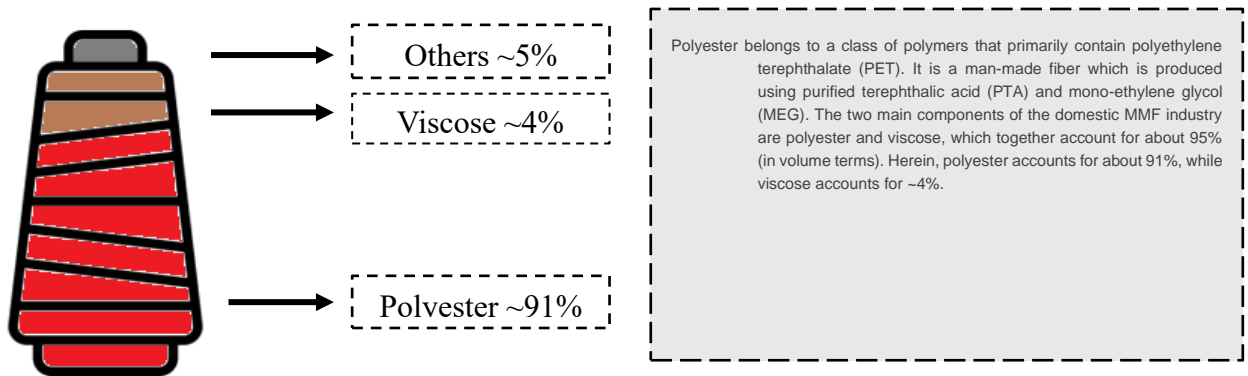 Others ~5%
Viscose ~4%
Polvester ~91%
Polyester belongs to a class of polymers that primarily contain polyethylene
terephthalate (PET). It is a man-made fiber which is produced
using purified terephthalic acid (PTA) and mono-ethylene glycol
(MEG). The two main components of the domestic MMF industry
are polyester and viscose, which together account for about 95%
(in volume terms). Herein, polyester accounts for about 91%, while
viscose accounts for ~4%.